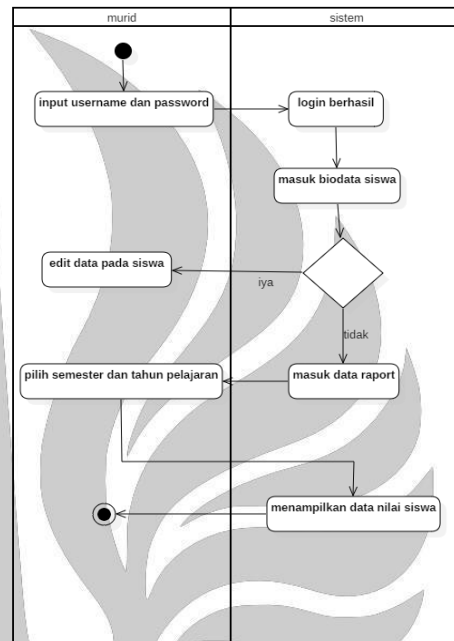 murid
sistem
input username dan password
login berhasil
masuk biodata siswa
edit data pada siswa
iya
tidak
pilih semester dan tahun pelajaran
masuk data raport
menampilkan data nilai siswa